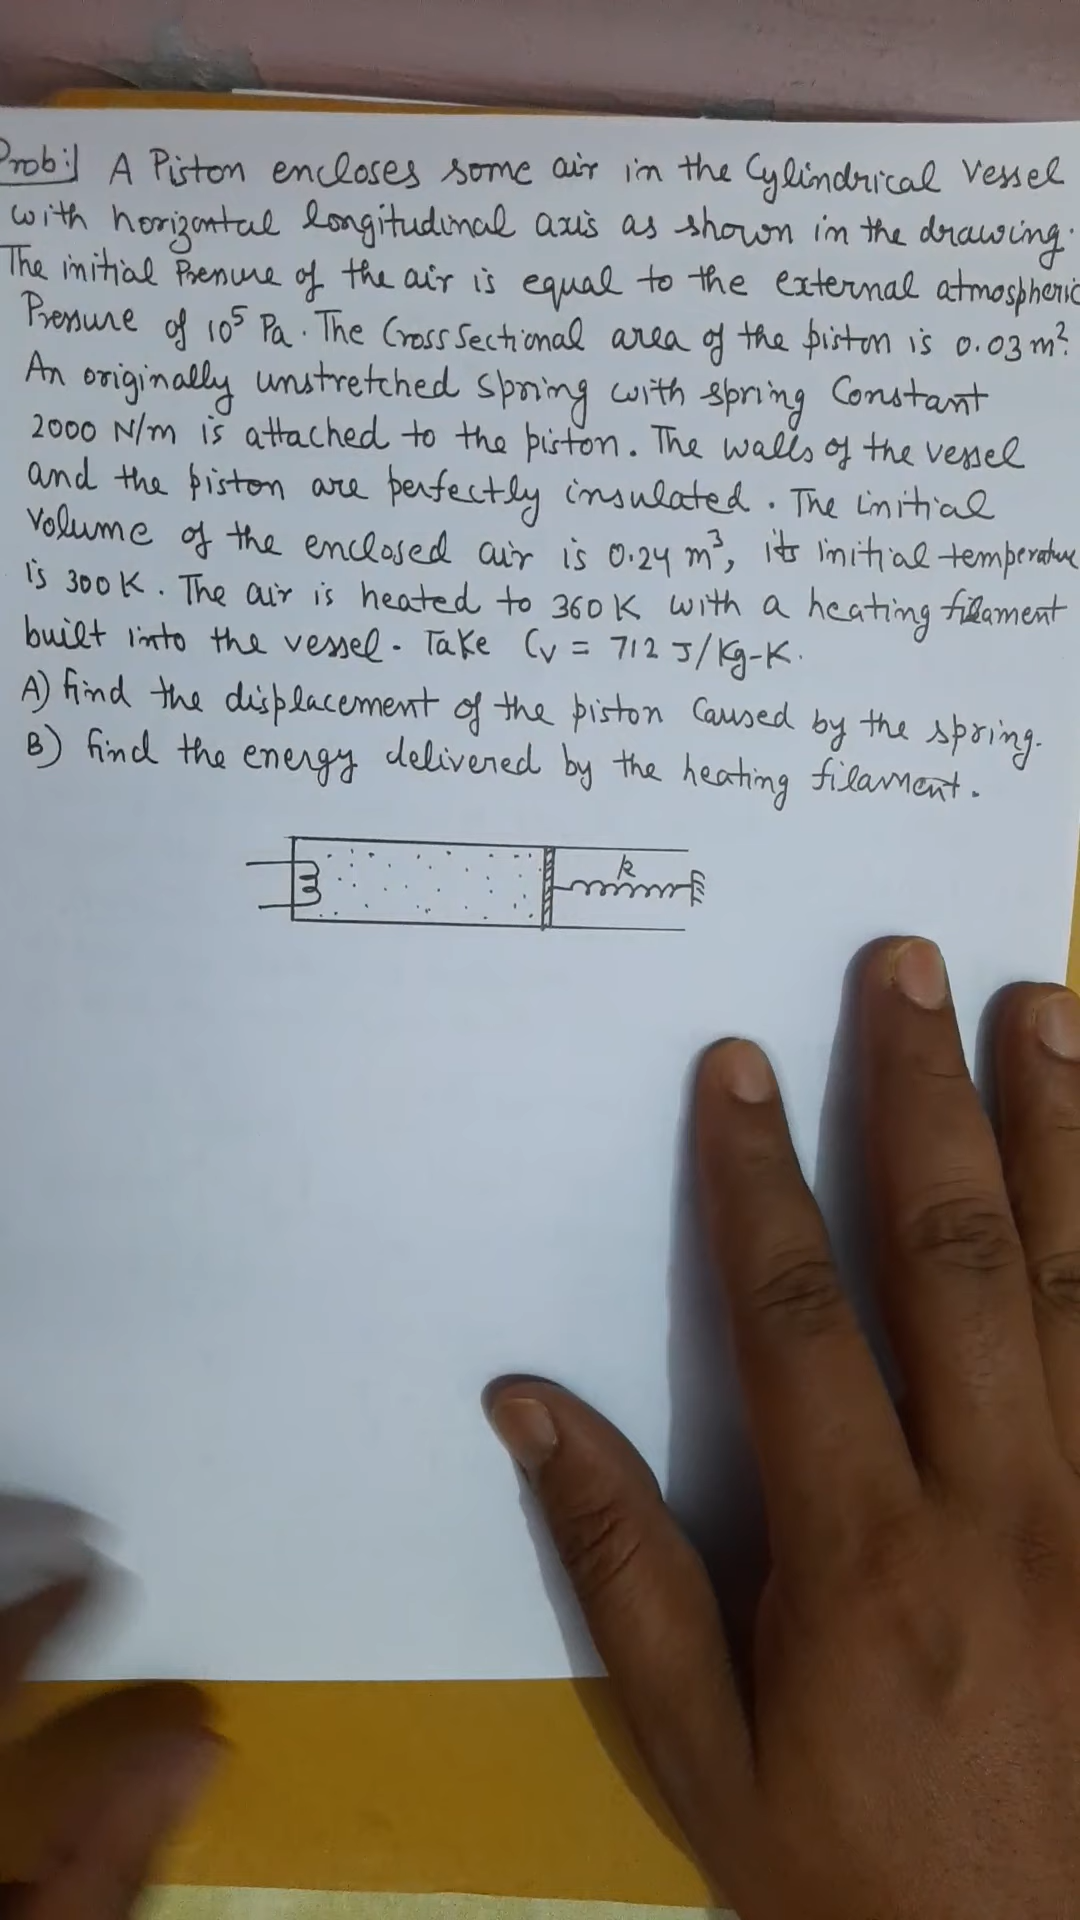 Prob:1 A Piston encloses some air in the Cylindrical Vessel
with horizontal longitudinal axis as shown in the drawing.
The initial Pressure of the air is equal to the external atmospheric
Pressure of 10⁵ Pa. The Cross Sectional area of the piston is 0.03 m².
An originally unstretched spring with spring Constant
2000 N/m is attached to the piston. The walls of the vessel
and the piston are perfectly insulated. The initial
volume of the enclosed air is 0.24 m³, its initial temperature
is 300 K. The air is heated to 360 K with a heating filament
built into the vessel. Take Cv = 712 J/Kg-K.
A) find the displacement of the piston Caused by the spring.
B) find the energy delivered by the heating filament.
k